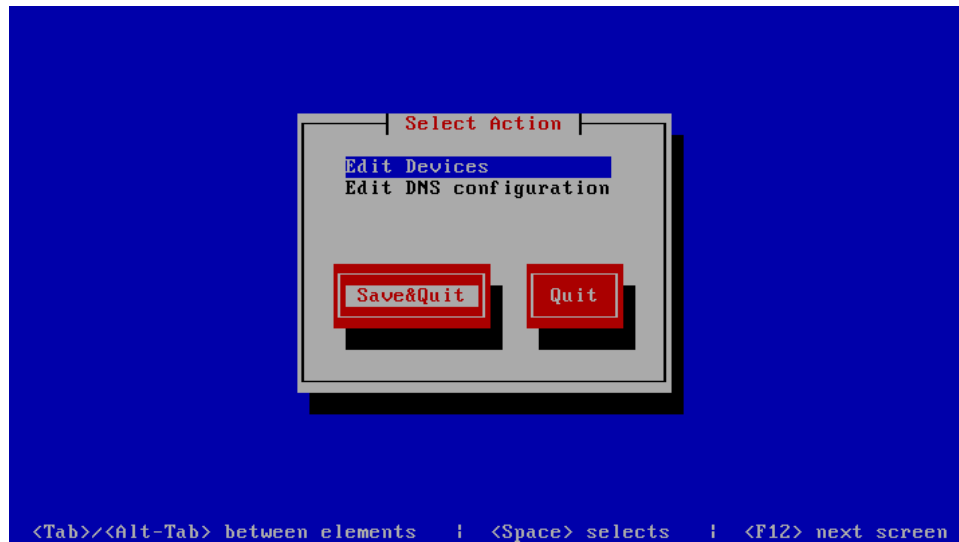 Select Action
Edit Devices
Edit DNS configuration
Save&Quit
Quit
<Tab>/<Alt-Tab> between elements | <Space> selects | <F12> next screen